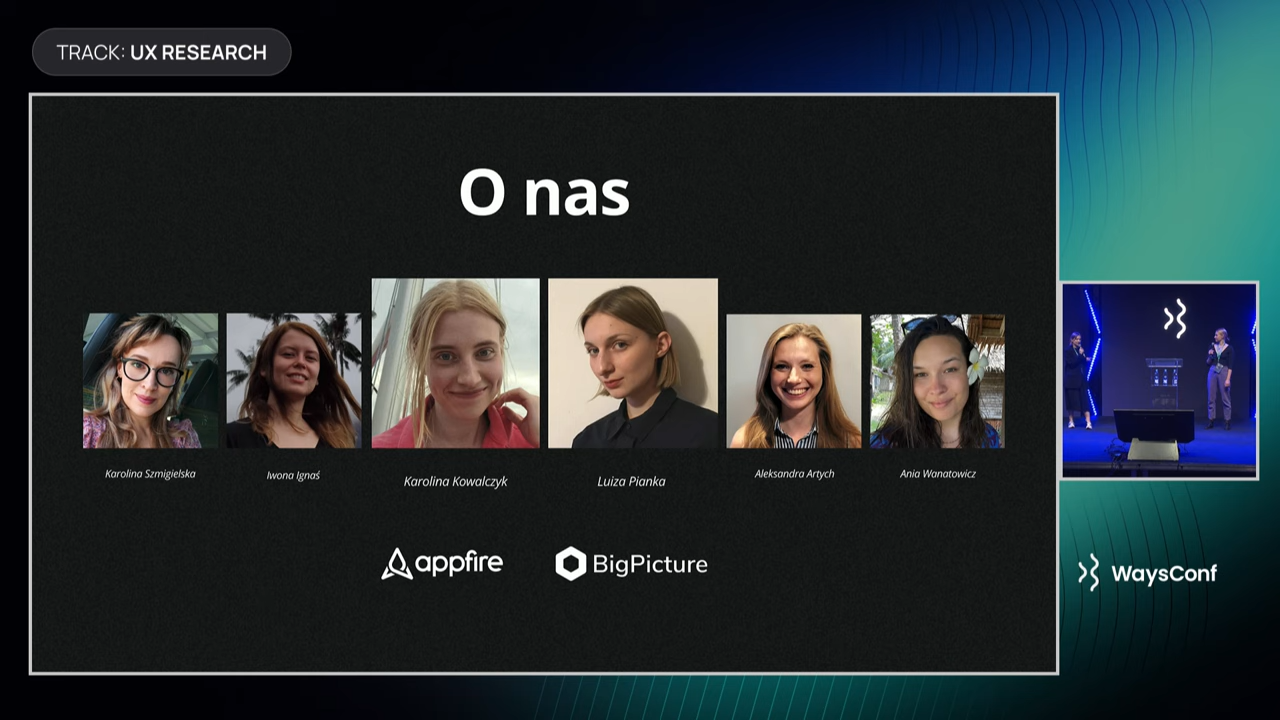 TRACK: UX RESEARCH
O nas
Karolina Szmigielska
Iwona Ignaś
Karolina Kowalczyk
Luiza Pianka
Aleksandra Artych
Ania Wanatowicz
appfire
BigPicture
WaysConf